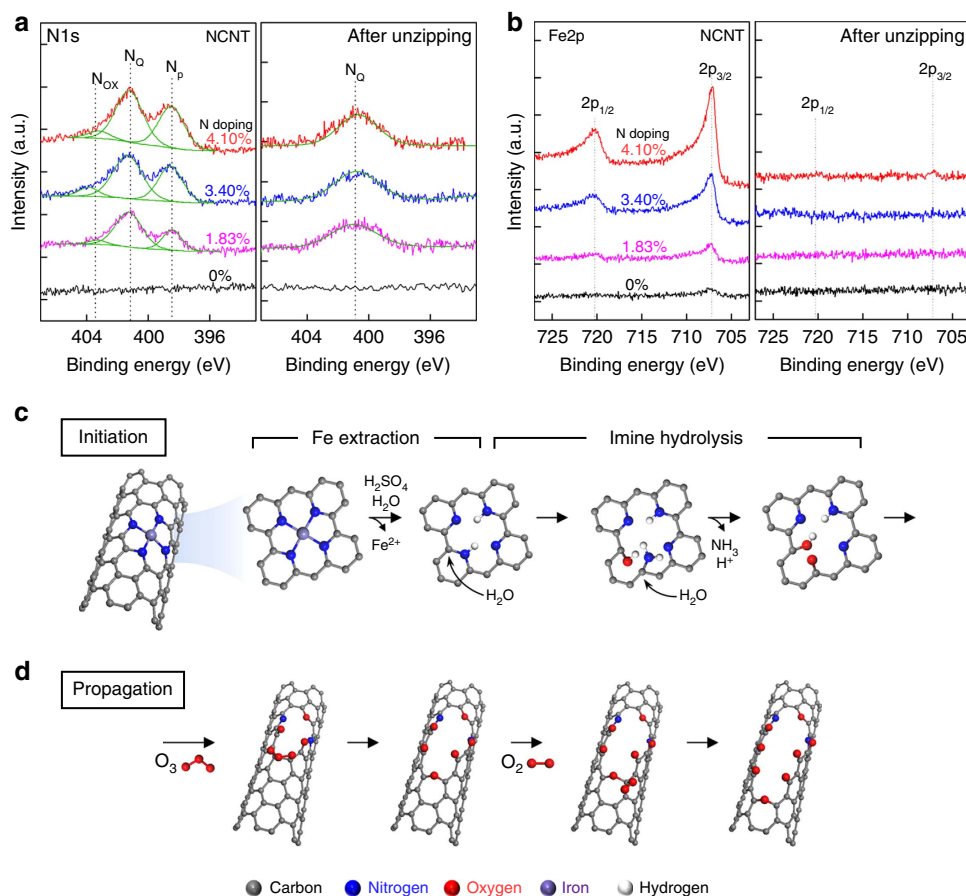 a
N1s
NCNT
N_OX
N_Q
N_p
N doping
4.10%
3.40%
1.83%
0%
After unzipping
N_Q
Intensity (a.u.)
404 400 396
404 400 396
Binding energy (eV)
Binding energy (eV)
b
Fe2p
NCNT
2p_1/2
2p_3/2
N doping
4.10%
3.40%
1.83%
0%
After unzipping
2p_1/2
2p_3/2
Intensity (a.u.)
725 720 715 710 705
725 720 715 710 705
Binding energy (eV)
Binding energy (eV)
c
Initiation
Fe extraction
Imine hydrolysis
H₂SO₄
H₂O
Fe²⁺
H₂O
NH₃
H⁺
H₂O
d
Propagation
O₃
O₂
Carbon Nitrogen Oxygen Iron Hydrogen